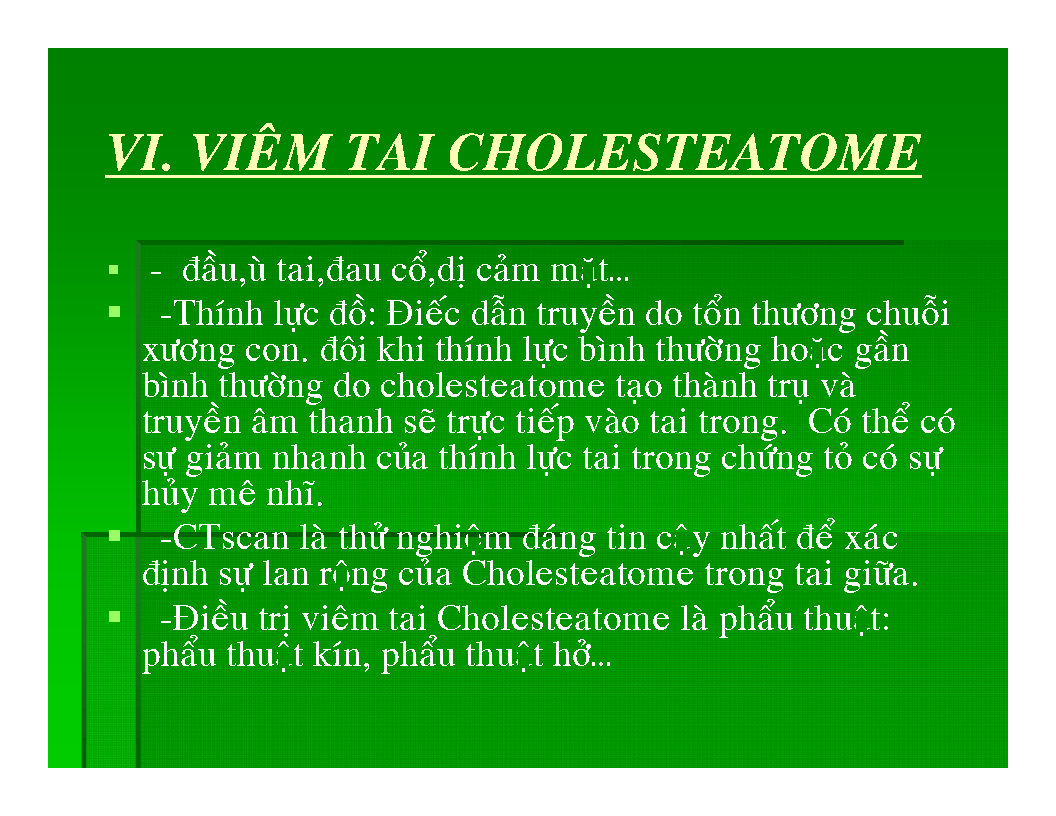 VI. VIÊM TAI CHOLESTEATOME
- đầu,ù tai,đau cổ,dị cảm mặt...
-Thính lực đồ: Điếc dẫn truyền do tổn thương chuỗi
xương con. đôi khi thính lực bình thường hoặc gần
bình thường do cholesteatome tạo thành trụ và
truyền âm thanh sẽ trực tiếp vào tai trong. Có thể có
sự giảm nhanh của thính lực tai trong chứng tỏ có sự
hủy mê nhĩ.
-CTscan là thử nghiệm đáng tin cậy nhất để xác
định sự lan rộng của Cholesteatome trong tai giữa.
-Điều trị viêm tai Cholesteatome là phẩu thuật:
phẩu thuật kín, phẩu thuật hở...